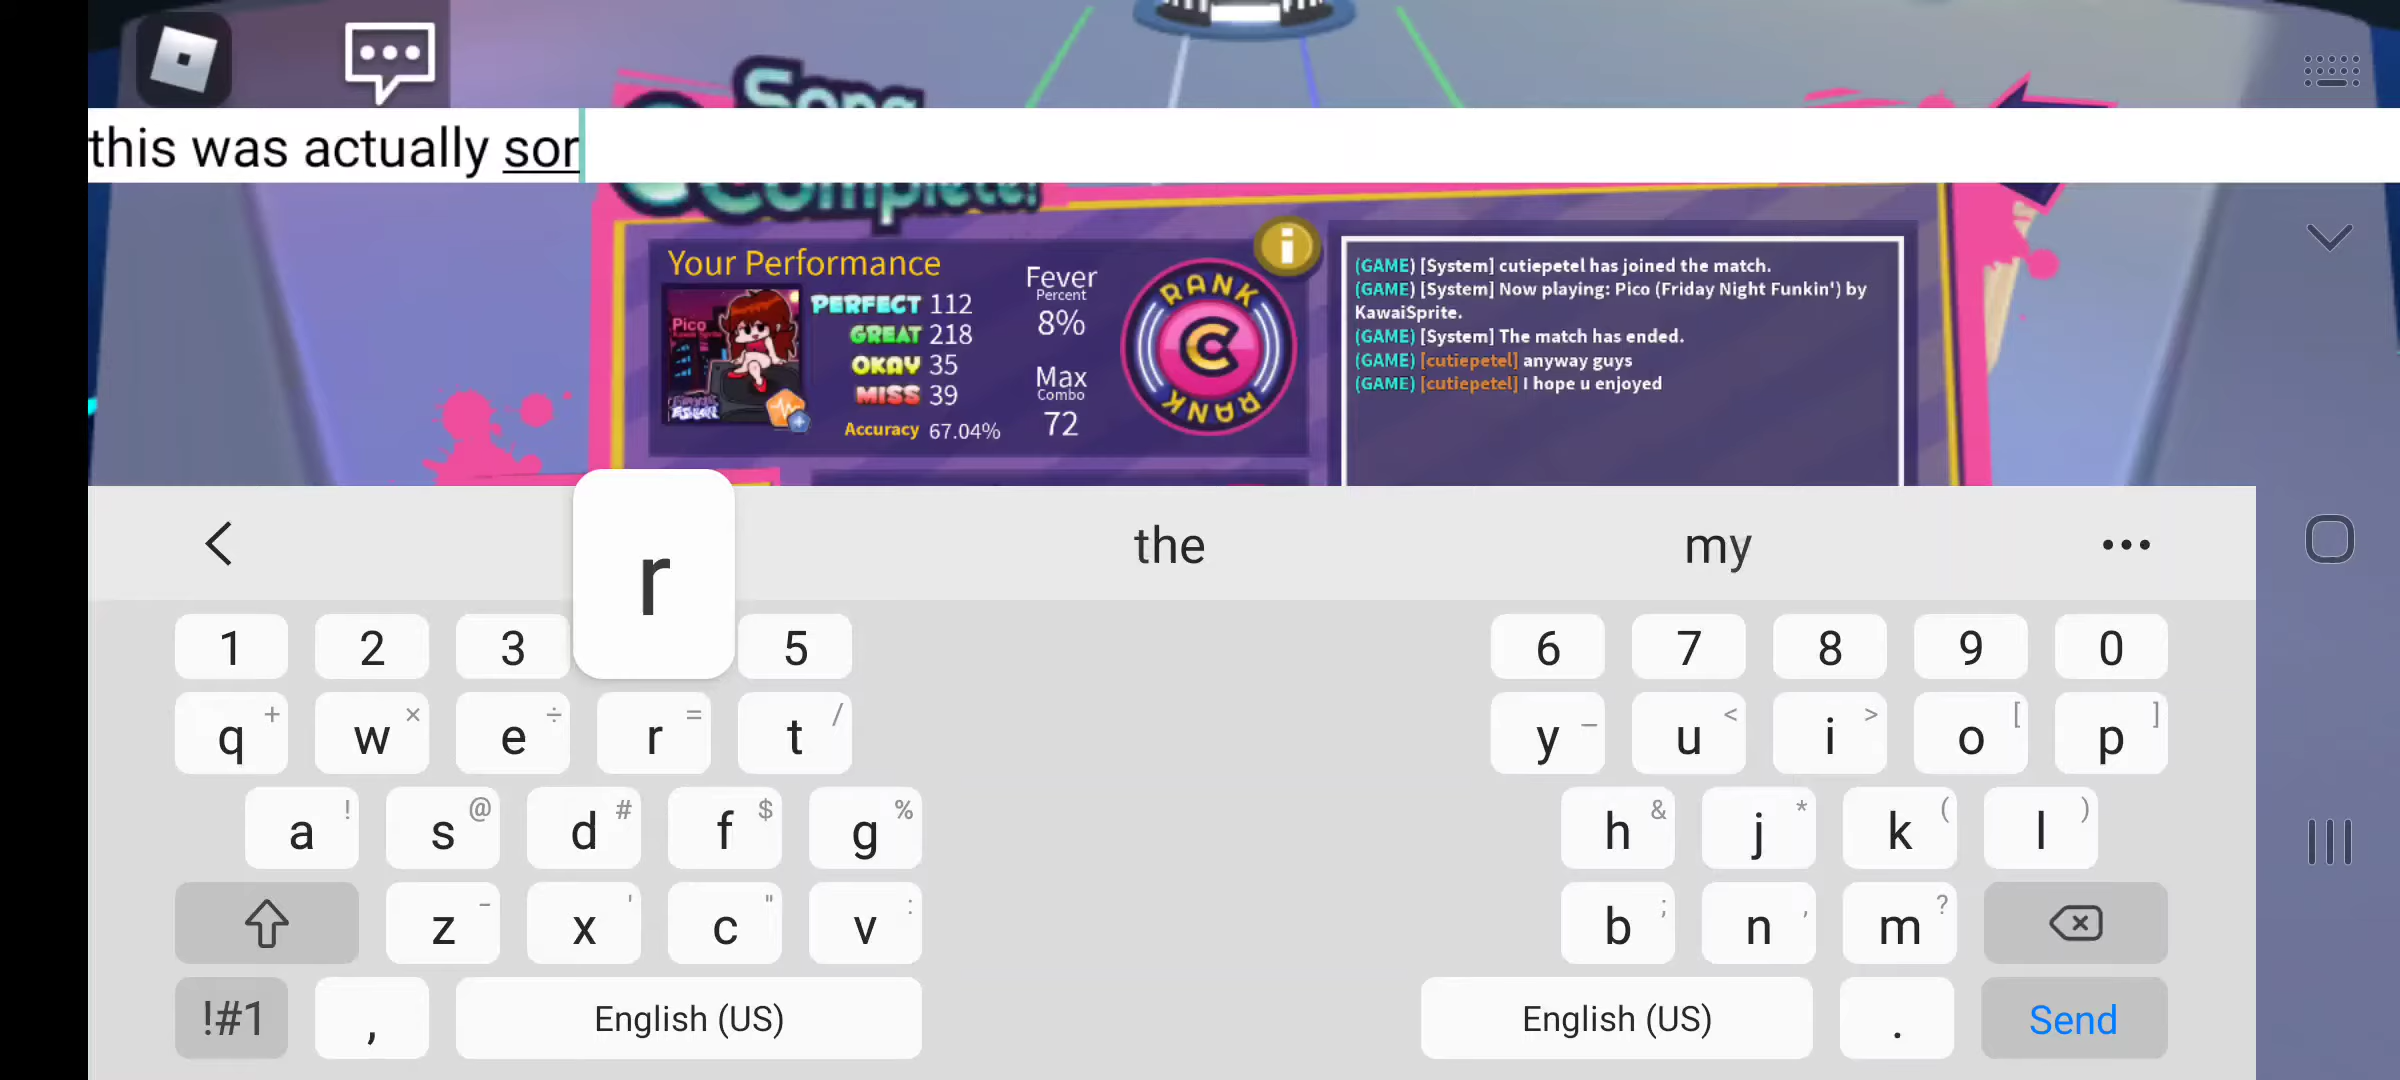 this was actually sor
Song
Complete!
Your Performance
Pico
PERFECT 112
GREAT 218
OKAY 35
MISS 39
Accuracy 67.04%
Fever
Percent
8%
Max
Combo
72
RANK
C
RANK
i
(GAME) [System] cutiepetel has joined the match.
(GAME) [System] Now playing: Pico (Friday Night Funkin') by
KawaiSprite.
(GAME) [System] The match has ended.
(GAME) [cutiepetel] anyway guys
(GAME) [cutiepetel] I hope u enjoyed
r
the my
1 2 3 5 6 7 8 9 0
q + w × e ÷ r = t / y _ u < i > o [ p ]
a ! s @ d # f $ g % h & j * k ( l )
z - x ' c " v : b ; n , m ?
!#1 , English (US) English (US) . Send